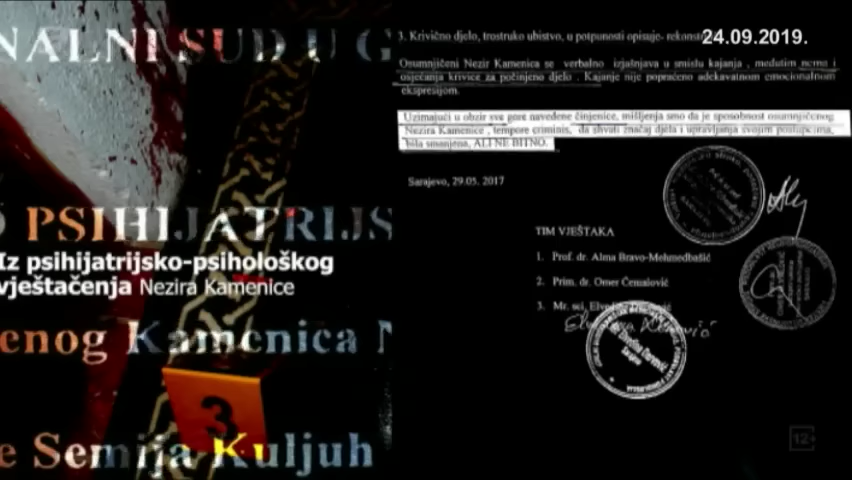 NALNI SUD U G
PSIHIJATRIJS
Iz psihijatrijsko-psihološkog
vještačenja Nezira Kamenice
enog Kamenica N
3
e Semija Kuljuh
24.09.2019.
3. Krivično djelo, trostruko ubistvo, u potpunosti opisuje- rekonst
Osumnjičeni Nezir Kamenica se verbalno izjašnjava u smislu kajanja , međutim nema i
osjećanja krivice za počinjeno djelo . Kajanje nije popraćeno adekavatnom emocionalnom
ekspresijom.
Uzimajući u obzir sve gore navedene činjenice, mišljenja smo da je sposobnost osumnjičenog
Nezira Kamenice , tempore criminis, da shvati značaj djela i upravljanja svojim postupcima,
bila smanjena, ALI NE BITNO.
Sarajevo, 29.05. 2017
TIM VJEŠTAKA
1. Prof. dr. Alma Bravo-Mehmedbašić
2. Prim. dr. Omer Ćemalović
3. Mr. sci.
12+